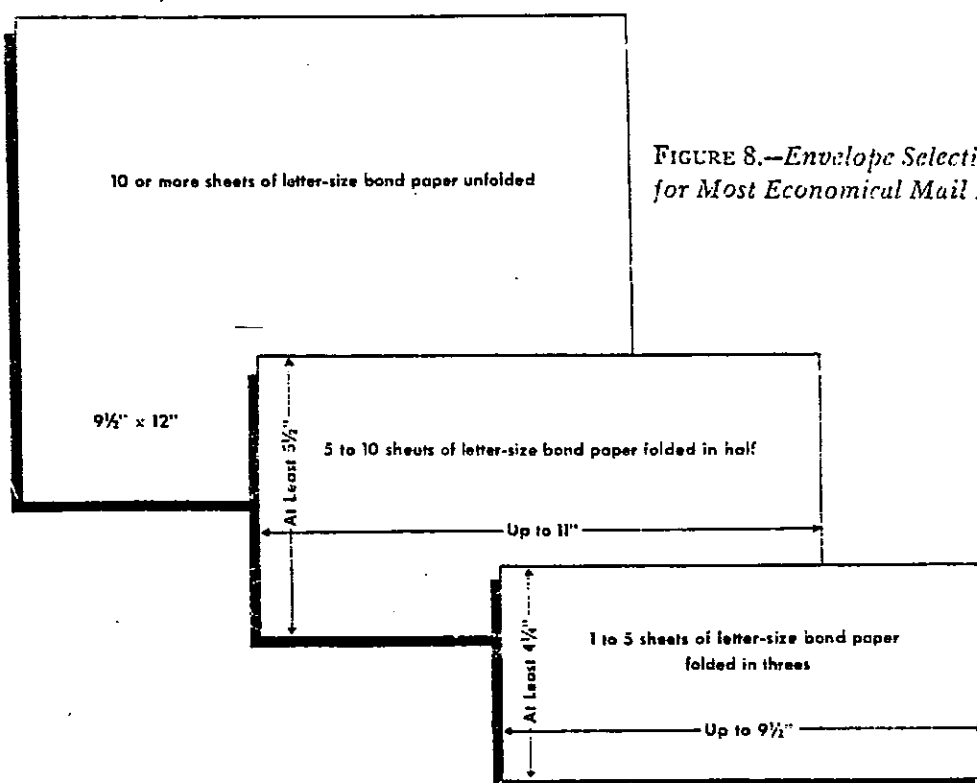 FIGURE 8.—Envelope Selecti
for Most Economical Mail
10 or more sheets of letter-size bond paper unfolded
9½" x 12"
At Least 5½"
5 to 10 sheets of letter-size bond paper folded in half
Up to 11"
At Least 4¼"
1 to 5 sheets of letter-size bond paper
folded in threes
Up to 9½"